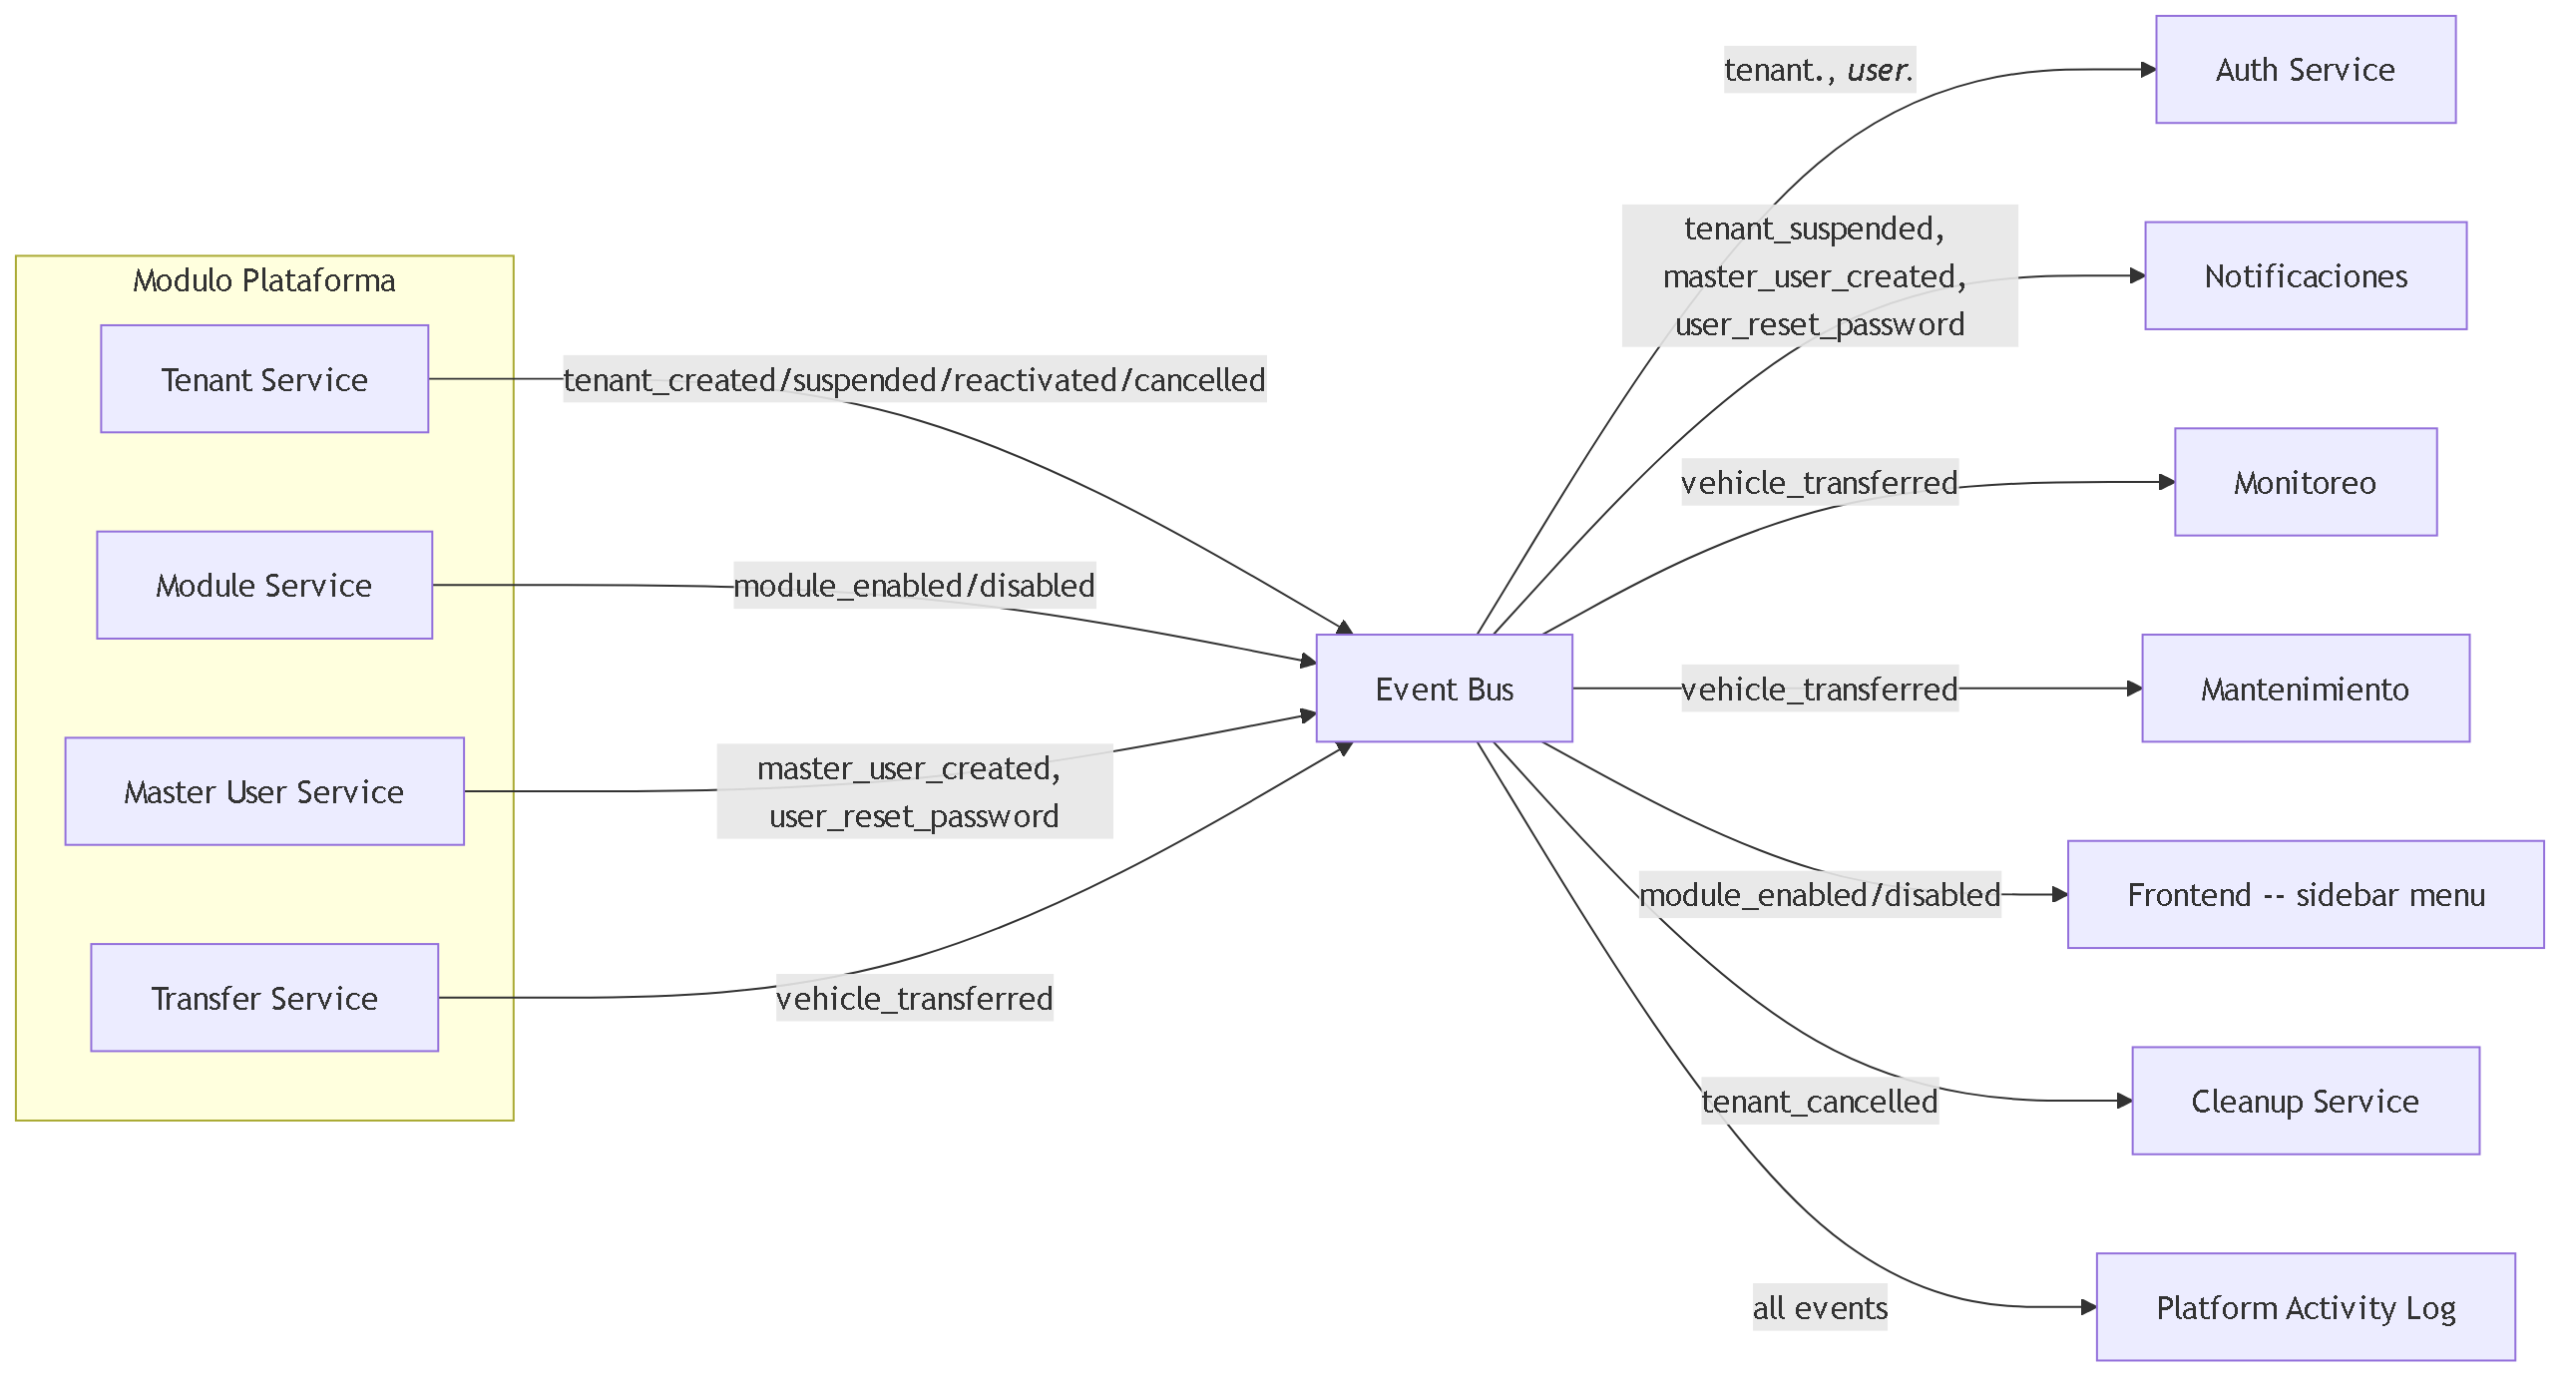 Modulo Plataforma
Tenant Service
Module Service
Master User Service
Transfer Service
tenant_created/suspended/reactivated/cancelled
module_enabled/disabled
master_user_created,
user_reset_password
vehicle_transferred
Event Bus
tenant., user.
tenant_suspended,
master_user_created,
user_reset_password
vehicle_transferred
vehicle_transferred
module_enabled/disabled
tenant_cancelled
all events
Auth Service
Notificaciones
Monitoreo
Mantenimiento
Frontend -- sidebar menu
Cleanup Service
Platform Activity Log